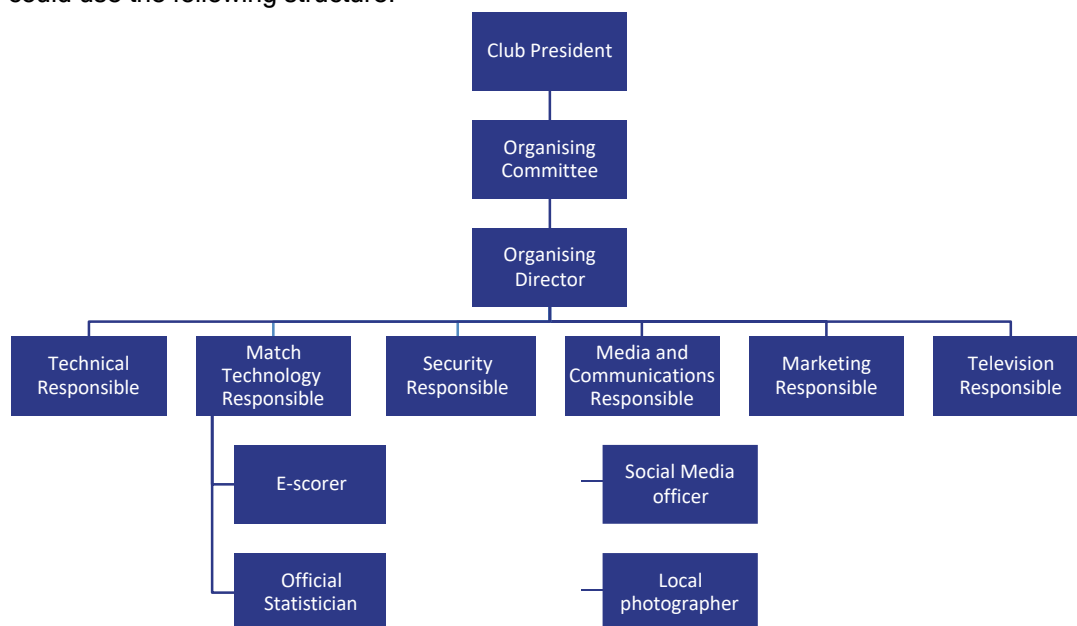 could use the following structure:
Club President
Organising
Committee
Organising
Director
Technical
Responsible
Match
Technology
Responsible
Security
Responsible
Media and
Communications
Responsible
Marketing
Responsible
Television
Responsible
E-scorer
Social Media
officer
Official
Statistician
Local
photographer